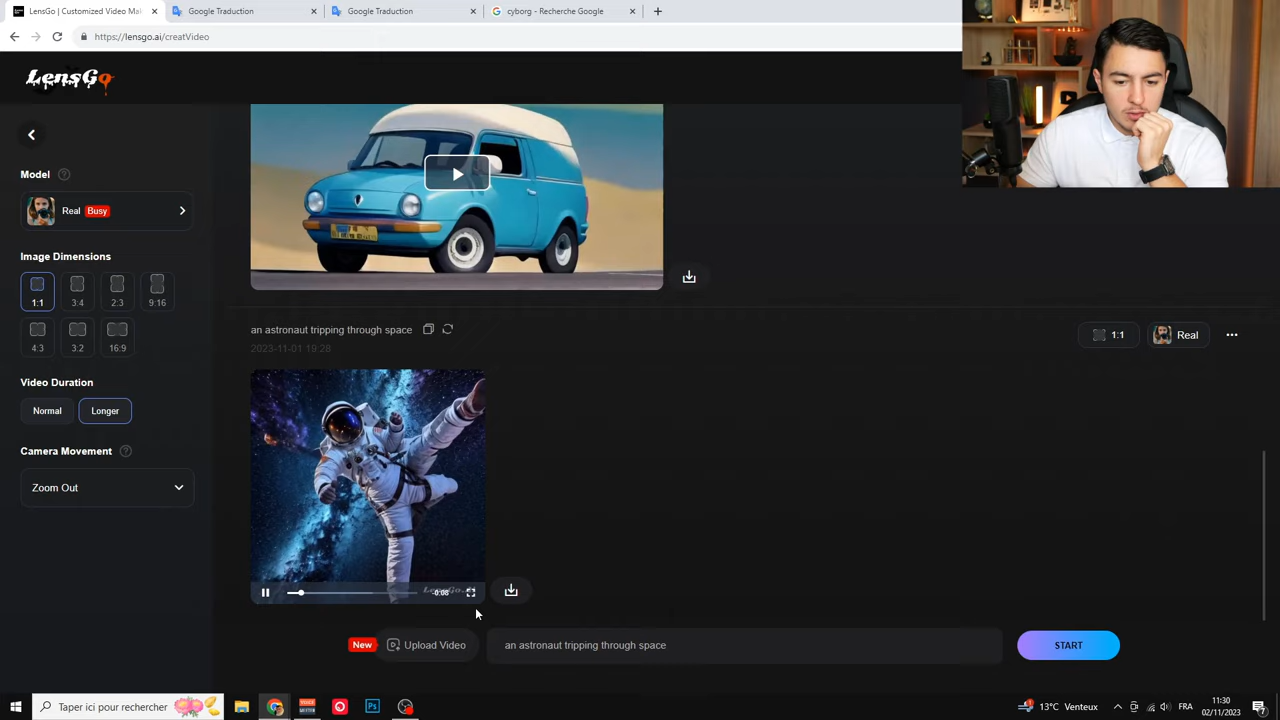 LensGo | Customized Video Mal
Google Traduction
Google Traduction
cyborg - Recherche Google
https://lensgo.ai/creatVideo
LensGo
Model
Real Busy
Image Dimensions
1:1 3:4 2:3 9:16
4:3 3.2 16:9
Video Duration
Normal Longer
Camera Movement
Zoom Out
an astronaut tripping through space
2023-11-01 19:28
1:1 Real
LensGo.AI
-0:08
New Upload Video
an astronaut tripping through space
START
Taper ici pour rechercher
Ps
13°C Venteux
FRA
11:30
02/11/2023